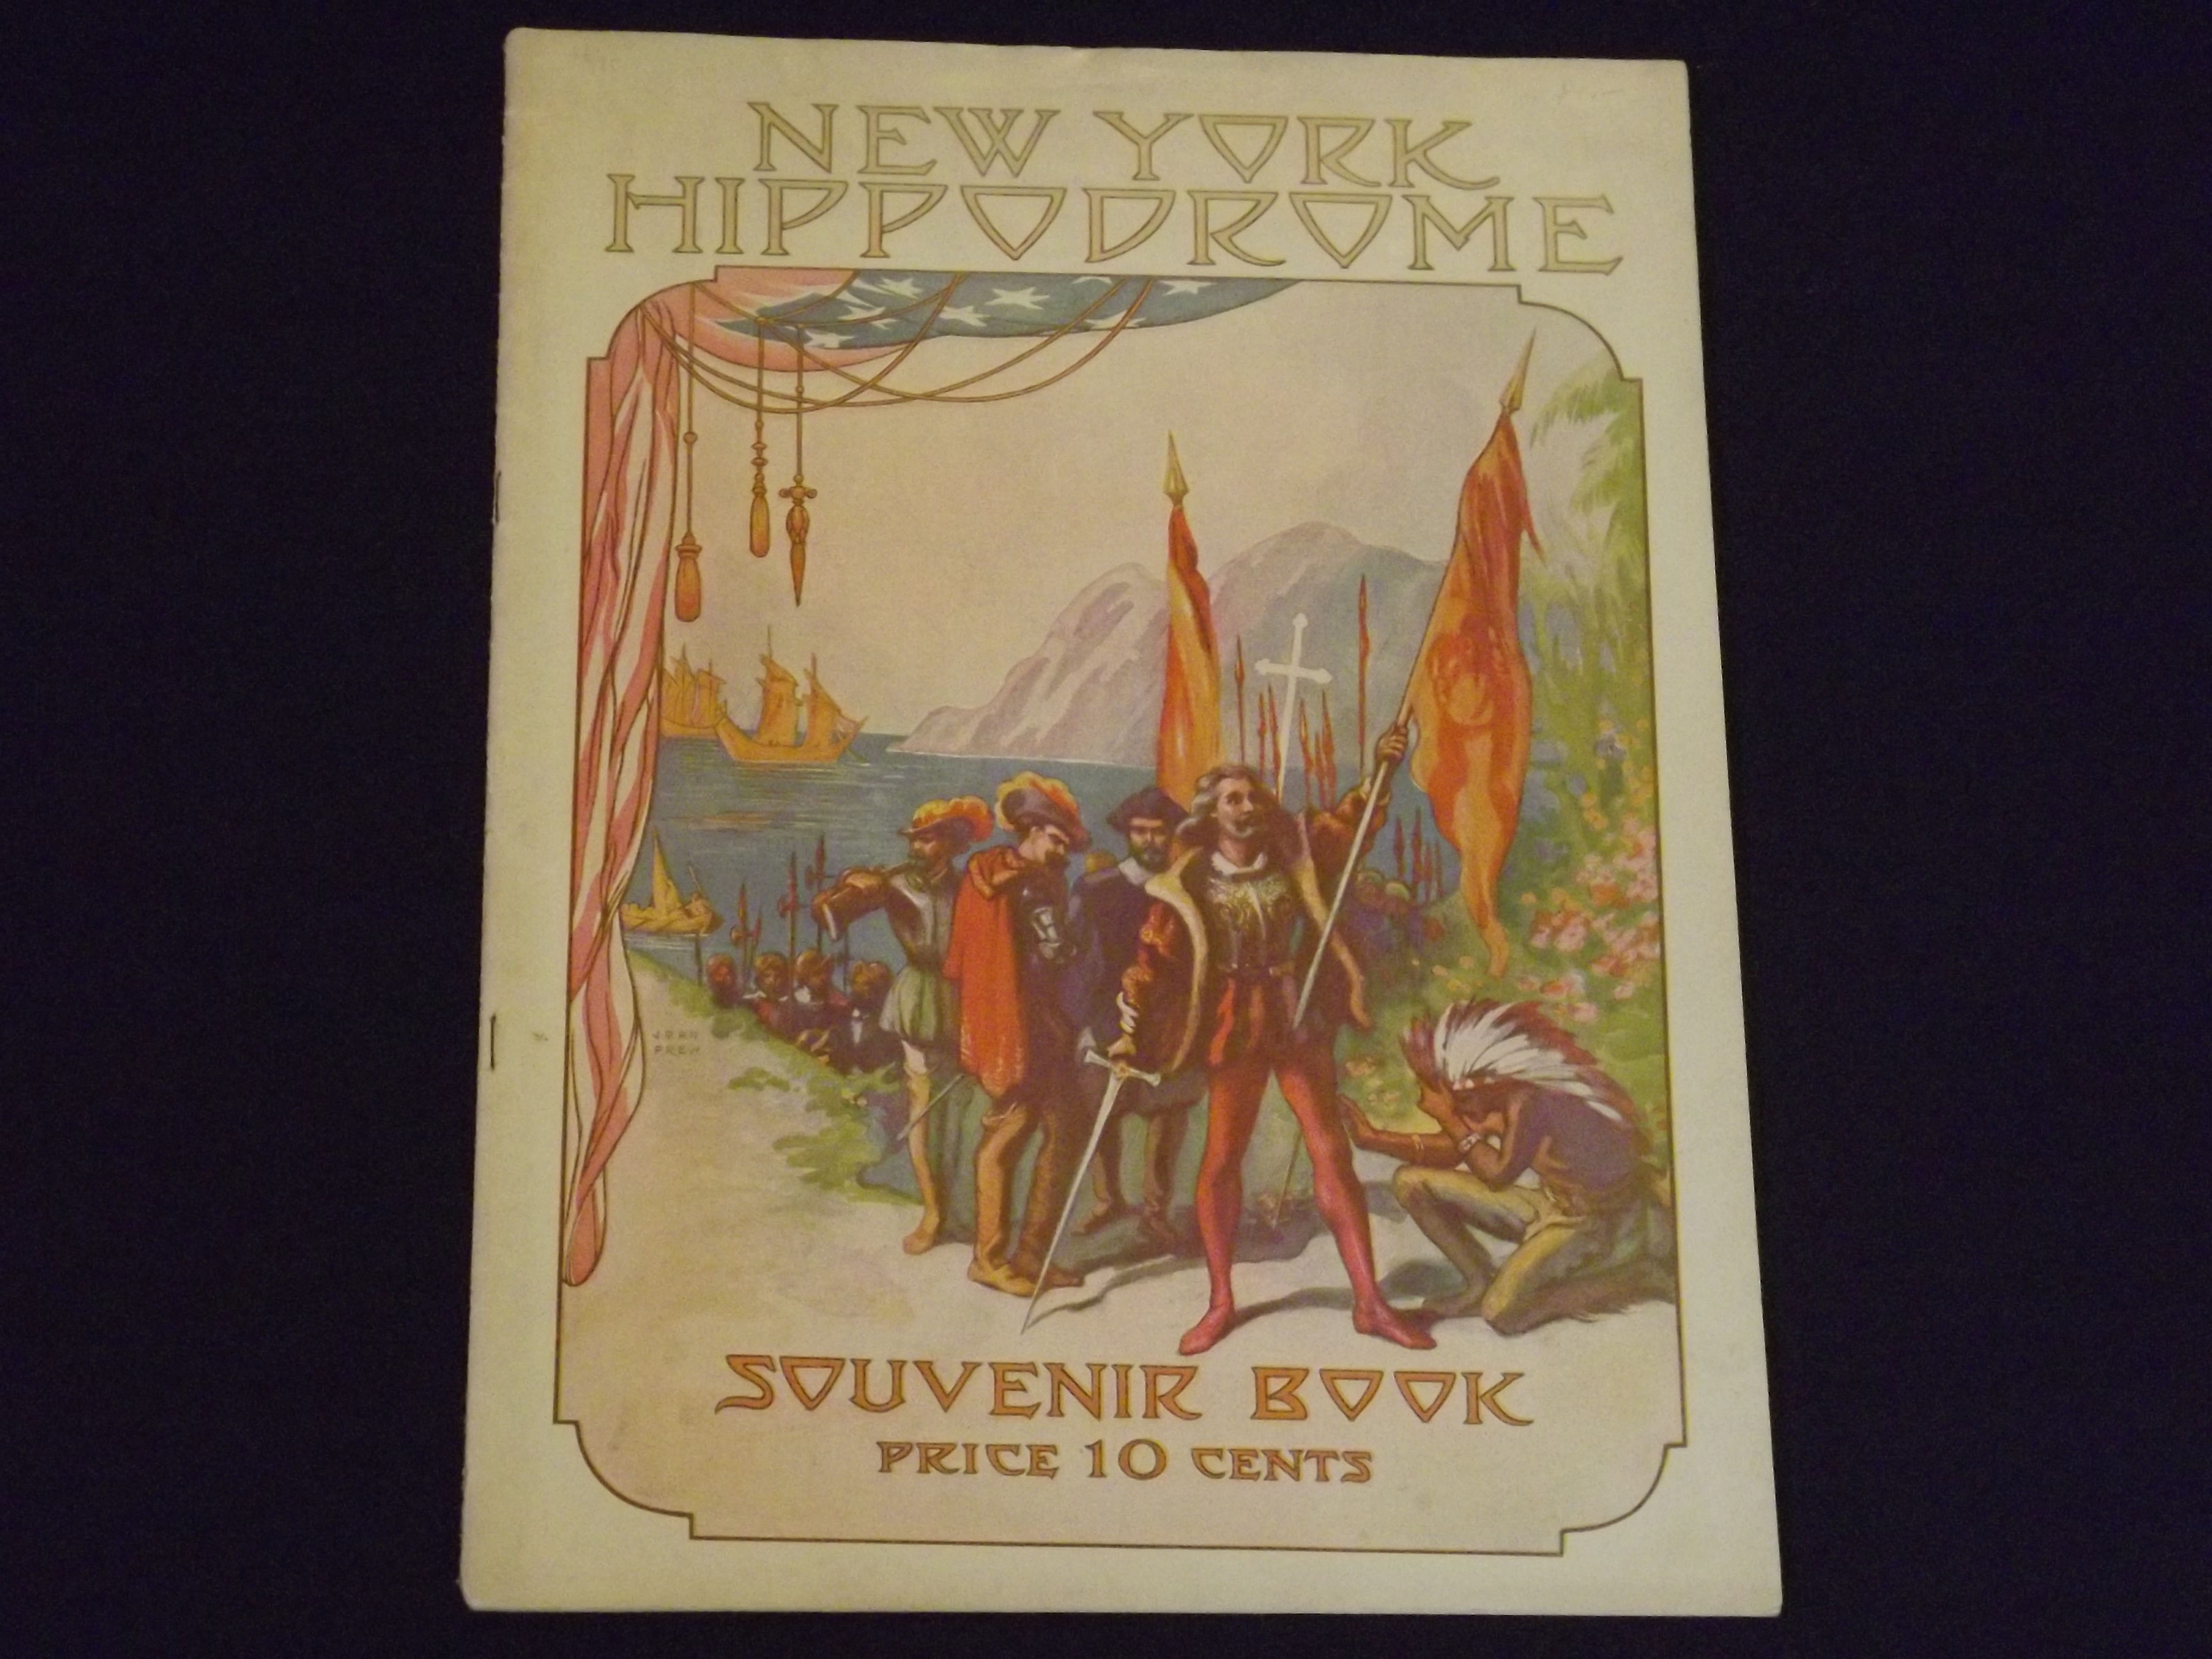 NEW YORK
HIPPODROME
SOUVENIR BOOK
PRICE 10 CENTS